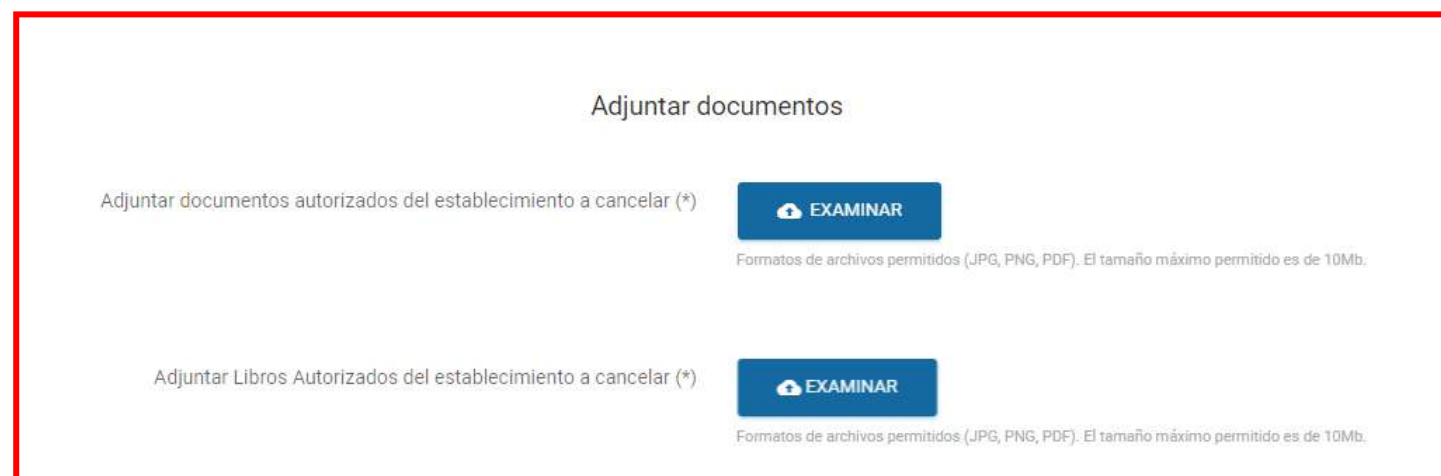 Adjuntar documentos
Adjuntar documentos autorizados del establecimiento a cancelar (*)
EXAMINAR
Formatos de archivos permitidos (JPG, PNG, PDF). El tamaño máximo permitido es de 10Mb.
Adjuntar Libros Autorizados del establecimiento a cancelar (*)
EXAMINAR
Formatos de archivos permitidos (JPG, PNG, PDF). El tamaño máximo permitido es de 10Mb.